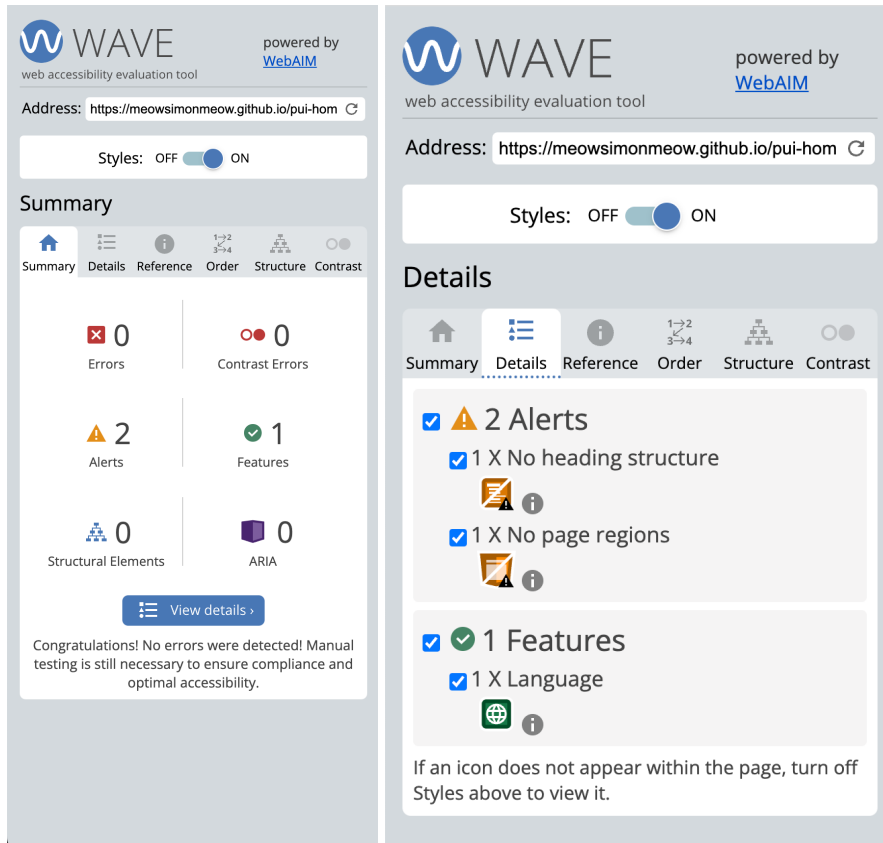 WAVE
powered by
WebAIM
web accessibility evaluation tool
Address: https://meowsimonmeow.github.io/pui-hom
Styles: OFF ON
Summary
Summary Details Reference Order Structure Contrast
0 0
Errors Contrast Errors
2 1
Alerts Features
0 0
Structural Elements ARIA
View details ›
Congratulations! No errors were detected! Manual
testing is still necessary to ensure compliance and
optimal accessibility.
WAVE
powered by
WebAIM
web accessibility evaluation tool
Address: https://meowsimonmeow.github.io/pui-hom
Styles: OFF ON
Details
Summary Details Reference Order Structure Contrast
2 Alerts
1 X No heading structure
1 X No page regions
1 Features
1 X Language
If an icon does not appear within the page, turn off
Styles above to view it.